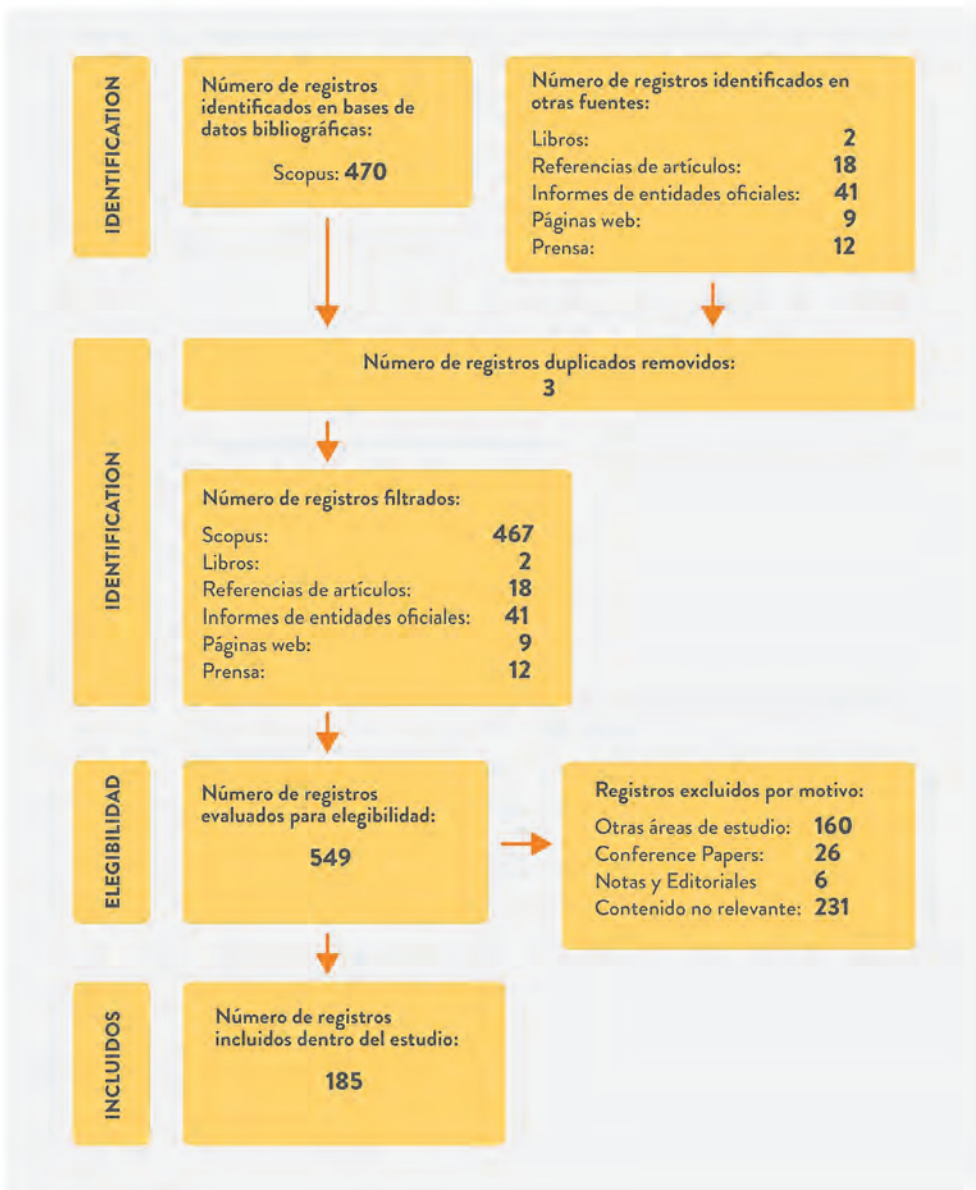 IDENTIFICATION
Número de registros
identificados en bases de
datos bibliográficas:
Scopus: 470
Número de registros identificados en
otras fuentes:
Libros: 2
Referencias de artículos: 18
Informes de entidades oficiales: 41
Páginas web: 9
Prensa: 12
IDENTIFICATION
Número de registros duplicados removidos:
3
Número de registros filtrados:
Scopus: 467
Libros: 2
Referencias de artículos: 18
Informes de entidades oficiales: 41
Páginas web: 9
Prensa: 12
ELEGIBILIDAD
Número de registros
evaluados para elegibilidad:
549
Registros excluidos por motivo:
Otras áreas de estudio: 160
Conference Papers: 26
Notas y Editoriales 6
Contenido no relevante: 231
INCLUIDOS
Número de registros
incluidos dentro del estudio:
185